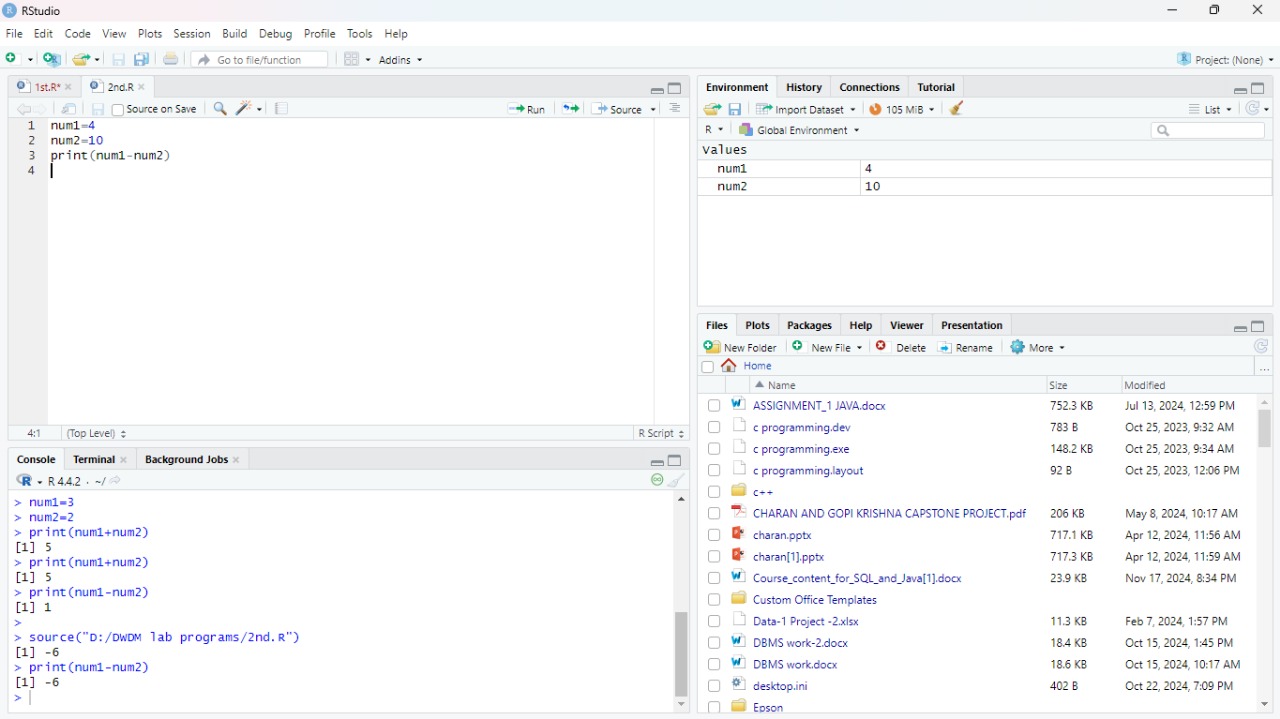 RStudio
File Edit Code View Plots Session Build Debug Profile Tools Help
Go to file/function Addins Project: (None)
1st.R* 2nd.R
Source on Save Run Source
1 num1=4
2 num2=10
3 print(num1-num2)
4
4:1 (Top Level) R Script
Console Terminal Background Jobs
R 4.4.2 . ~/
> num1=3
> num2=2
> print(num1+num2)
[1] 5
> print(num1+num2)
[1] 5
> print(num1-num2)
[1] 1
>
> source("D:/DWDM lab programs/2nd.R")
[1] -6
> print(num1-num2)
[1] -6
>
Environment History Connections Tutorial
Import Dataset 105 MiB List
R Global Environment
Values
num1 4
num2 10
Files Plots Packages Help Viewer Presentation
New Folder New File Delete Rename More
Home ...
Name Size Modified
ASSIGNMENT_1 JAVA.docx 752.3 KB Jul 13, 2024, 12:59 PM
c programming.dev 783 B Oct 25, 2023, 9:32 AM
c programming.exe 148.2 KB Oct 25, 2023, 9:34 AM
c programming.layout 92 B Oct 25, 2023, 12:06 PM
c++
CHARAN AND GOPI KRISHNA CAPSTONE PROJECT.pdf 206 KB May 8, 2024, 10:17 AM
charan.pptx 717.1 KB Apr 12, 2024, 11:56 AM
charan[1].pptx 717.3 KB Apr 12, 2024, 11:59 AM
Course_content_for_SQL_and_Java[1].docx 23.9 KB Nov 17, 2024, 8:34 PM
Custom Office Templates
Data-1 Project -2.xlsx 11.3 KB Feb 7, 2024, 1:57 PM
DBMS work-2.docx 18.4 KB Oct 15, 2024, 1:45 PM
DBMS work.docx 18.6 KB Oct 15, 2024, 10:17 AM
desktop.ini 402 B Oct 22, 2024, 7:09 PM
Epson